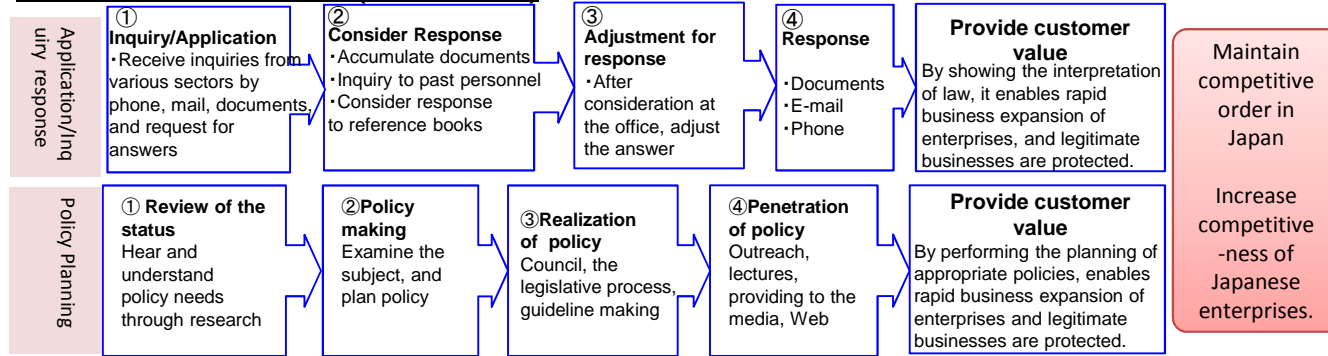 Application/Inq
uiry response
①
Inquiry/Application
・Receive inquiries from
various sectors by
phone, mail, documents,
and request for
answers
②
Consider Response
・Accumulate documents
・Inquiry to past personnel
・Consider response
to reference books
③
Adjustment for
response
・After
consideration at
the office, adjust
the answer
④
Response
・Documents
・E-mail
・Phone
Provide customer
value
By showing the interpretation
of law, it enables rapid
business expansion of
enterprises, and legitimate
businesses are protected.
Policy Planning
① Review of the
status
Hear and
understand
policy needs
through research
②Policy
making
Examine the
subject, and
plan policy
③Realization
of policy
Council, the
legislative process,
guideline making
④Penetration
of policy
Outreach,
lectures,
providing to the
media, Web
Provide customer
value
By performing the planning of
appropriate policies, enables
rapid business expansion of
enterprises and legitimate
businesses are protected.
Maintain
competitive
order in
Japan
Increase
competitive
-ness of
Japanese
enterprises.